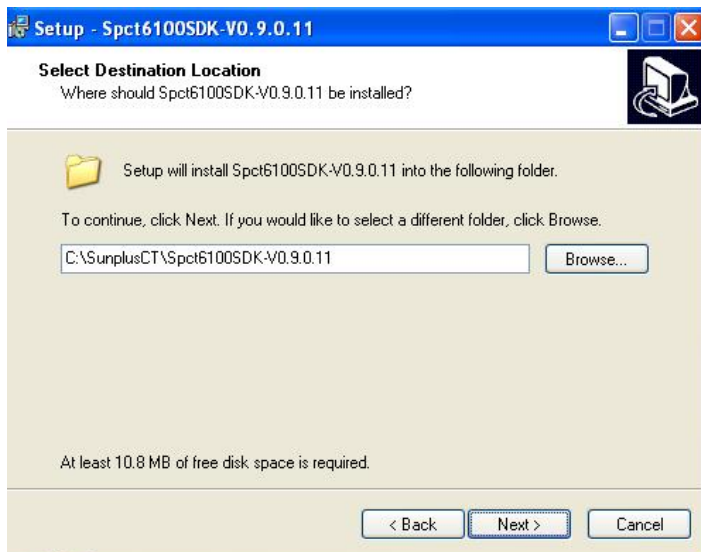 Setup - Spct6100SDK-V0.9.0.11
Select Destination Location
Where should Spct6100SDK-V0.9.0.11 be installed?
Setup will install Spct6100SDK-V0.9.0.11 into the following folder.
To continue, click Next. If you would like to select a different folder, click Browse.
C:\SunplusCT\Spct6100SDK-V0.9.0.11
Browse...
At least 10.8 MB of free disk space is required.
< Back
Next >
Cancel